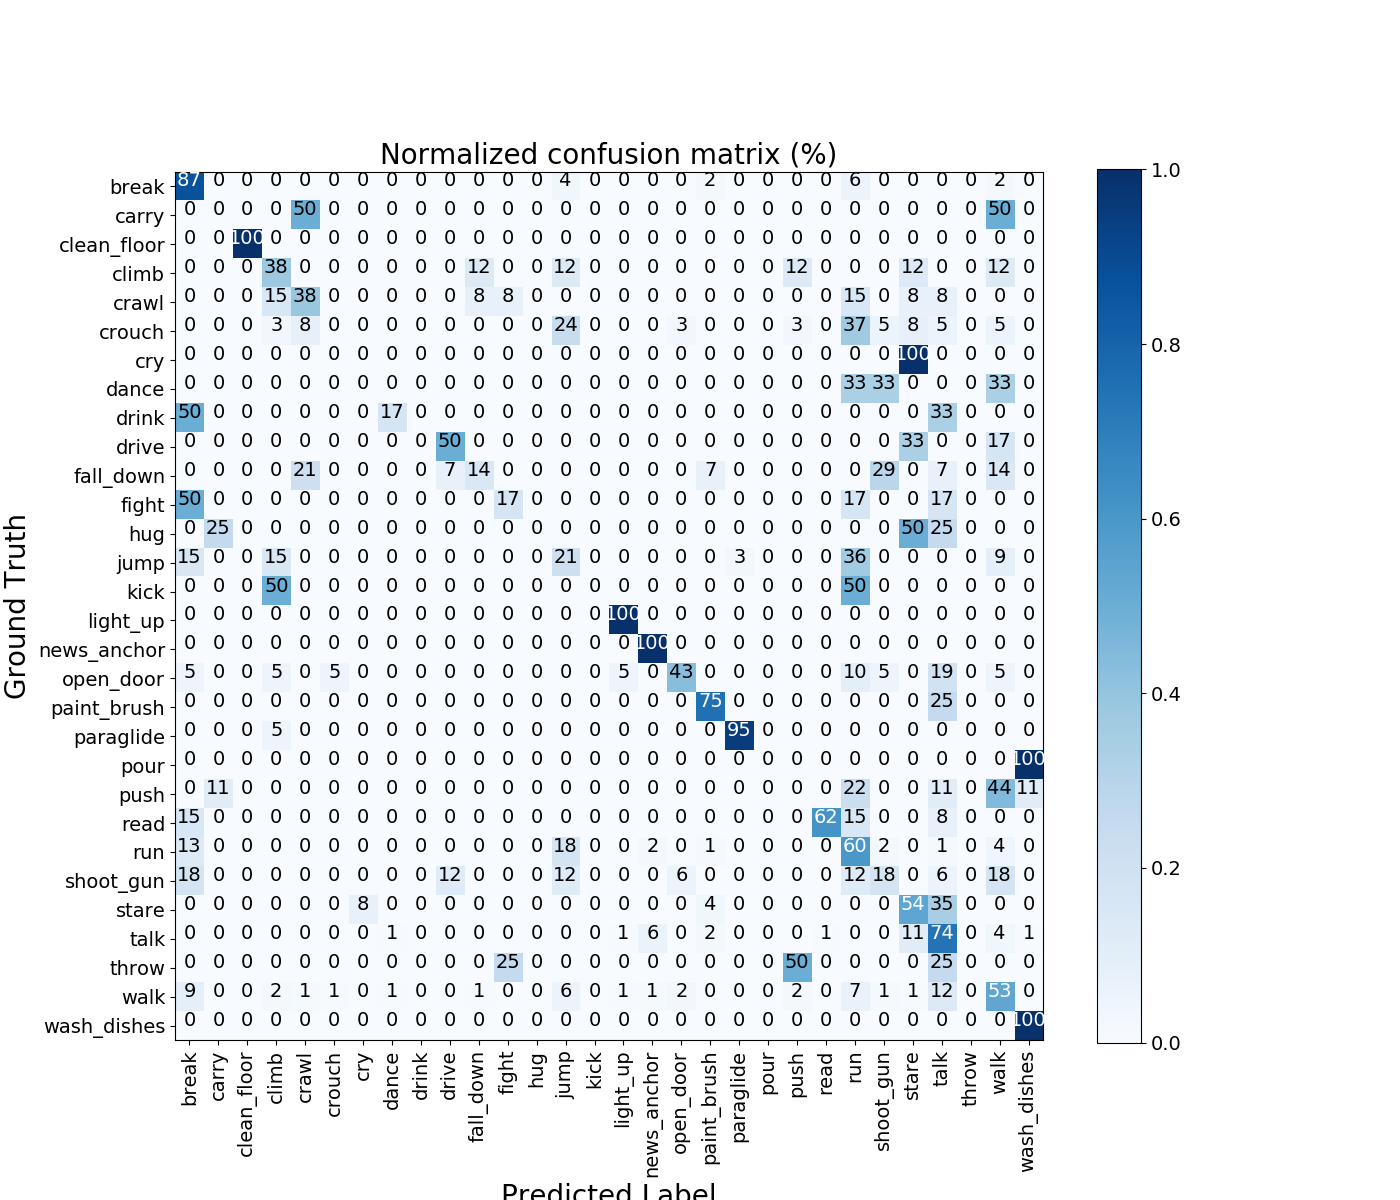 Normalized confusion matrix (%)
break 87 0 0 0 0 0 0 0 0 0 0 0 0 4 0 0 0 0 2 0 0 0 0 6 0 0 0 0 2 0
carry 0 0 0 0 50 0 0 0 0 0 0 0 0 0 0 0 0 0 0 0 0 0 0 0 0 0 0 0 50 0
clean_floor 0 0 100 0 0 0 0 0 0 0 0 0 0 0 0 0 0 0 0 0 0 0 0 0 0 0 0 0 0 0
climb 0 0 0 38 0 0 0 0 0 0 12 0 0 12 0 0 0 0 0 0 0 12 0 0 0 12 0 0 12 0
crawl 0 0 0 15 38 0 0 0 0 0 8 8 0 0 0 0 0 0 0 0 0 0 0 15 0 8 8 0 0 0
crouch 0 0 0 3 8 0 0 0 0 0 0 0 0 24 0 0 0 3 0 0 0 3 0 37 5 8 5 0 5 0
cry 0 0 0 0 0 0 0 0 0 0 0 0 0 0 0 0 0 0 0 0 0 0 0 0 0 100 0 0 0 0
dance 0 0 0 0 0 0 0 0 0 0 0 0 0 0 0 0 0 0 0 0 0 0 0 33 33 0 0 0 33 0
drink 50 0 0 0 0 0 0 17 0 0 0 0 0 0 0 0 0 0 0 0 0 0 0 0 0 0 33 0 0 0
drive 0 0 0 0 0 0 0 0 0 50 0 0 0 0 0 0 0 0 0 0 0 0 0 0 0 33 0 0 17 0
fall_down 0 0 0 0 21 0 0 0 0 7 14 0 0 0 0 0 0 0 7 0 0 0 0 0 29 0 7 0 14 0
fight 50 0 0 0 0 0 0 0 0 0 0 17 0 0 0 0 0 0 0 0 0 0 0 17 0 0 17 0 0 0
hug 0 25 0 0 0 0 0 0 0 0 0 0 0 0 0 0 0 0 0 0 0 0 0 0 0 50 25 0 0 0
jump 15 0 0 15 0 0 0 0 0 0 0 0 0 21 0 0 0 0 0 3 0 0 0 36 0 0 0 0 9 0
kick 0 0 0 50 0 0 0 0 0 0 0 0 0 0 0 0 0 0 0 0 0 0 0 50 0 0 0 0 0 0
light_up 0 0 0 0 0 0 0 0 0 0 0 0 0 0 0 100 0 0 0 0 0 0 0 0 0 0 0 0 0 0
news_anchor 0 0 0 0 0 0 0 0 0 0 0 0 0 0 0 0 100 0 0 0 0 0 0 0 0 0 0 0 0 0
open_door 5 0 0 5 0 5 0 0 0 0 0 0 0 0 0 5 0 43 0 0 0 0 0 10 5 0 19 0 5 0
paint_brush 0 0 0 0 0 0 0 0 0 0 0 0 0 0 0 0 0 0 75 0 0 0 0 0 0 0 25 0 0 0
paraglide 0 0 0 5 0 0 0 0 0 0 0 0 0 0 0 0 0 0 0 95 0 0 0 0 0 0 0 0 0 0
pour 0 0 0 0 0 0 0 0 0 0 0 0 0 0 0 0 0 0 0 0 0 0 0 0 0 0 0 0 0 100
push 0 11 0 0 0 0 0 0 0 0 0 0 0 0 0 0 0 0 0 0 0 0 0 22 0 0 11 0 44 11
read 15 0 0 0 0 0 0 0 0 0 0 0 0 0 0 0 0 0 0 0 0 0 62 15 0 0 8 0 0 0
run 13 0 0 0 0 0 0 0 0 0 0 0 0 18 0 0 2 0 1 0 0 0 0 60 2 0 1 0 4 0
shoot_gun 18 0 0 0 0 0 0 0 0 12 0 0 0 12 0 0 0 6 0 0 0 0 0 12 18 0 6 0 18 0
stare 0 0 0 0 0 0 8 0 0 0 0 0 0 0 0 0 0 0 4 0 0 0 0 0 0 54 35 0 0 0
talk 0 0 0 0 0 0 0 1 0 0 0 0 0 0 0 1 6 0 2 0 0 0 1 0 0 11 74 0 4 1
throw 0 0 0 0 0 0 0 0 0 0 0 25 0 0 0 0 0 0 0 0 0 50 0 0 0 0 25 0 0 0
walk 9 0 0 2 1 1 0 1 0 0 1 0 0 6 0 1 1 2 0 0 0 2 0 7 1 1 12 0 53 0
wash_dishes 0 0 0 0 0 0 0 0 0 0 0 0 0 0 0 0 0 0 0 0 0 0 0 0 0 0 0 0 0 100
break carry clean_floor climb crawl crouch cry dance drink drive fall_down fight hug jump kick light_up news_anchor open_door paint_brush paraglide pour push read run shoot_gun stare talk throw walk wash_dishes
Predicted Label
Ground Truth
1.0
0.8
0.6
0.4
0.2
0.0